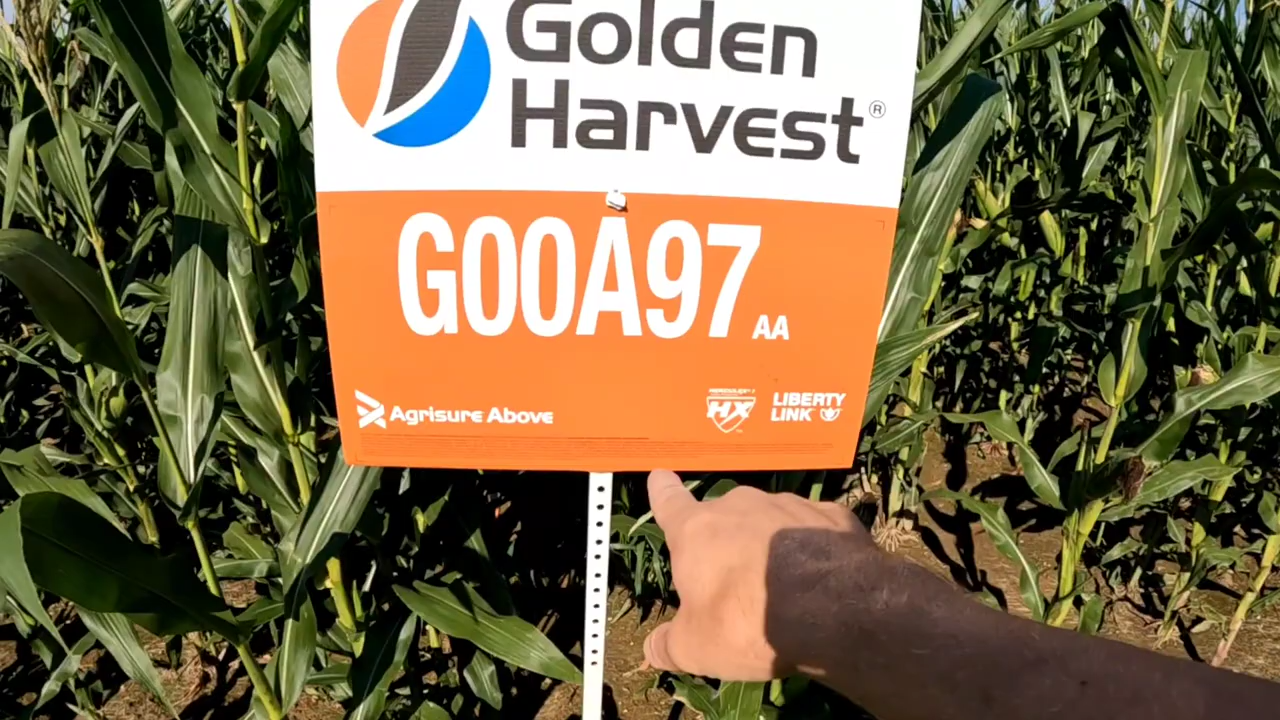 Golden
Harvest®
G00A97 AA
Agrisure Above
HX
LIBERTY
LINK